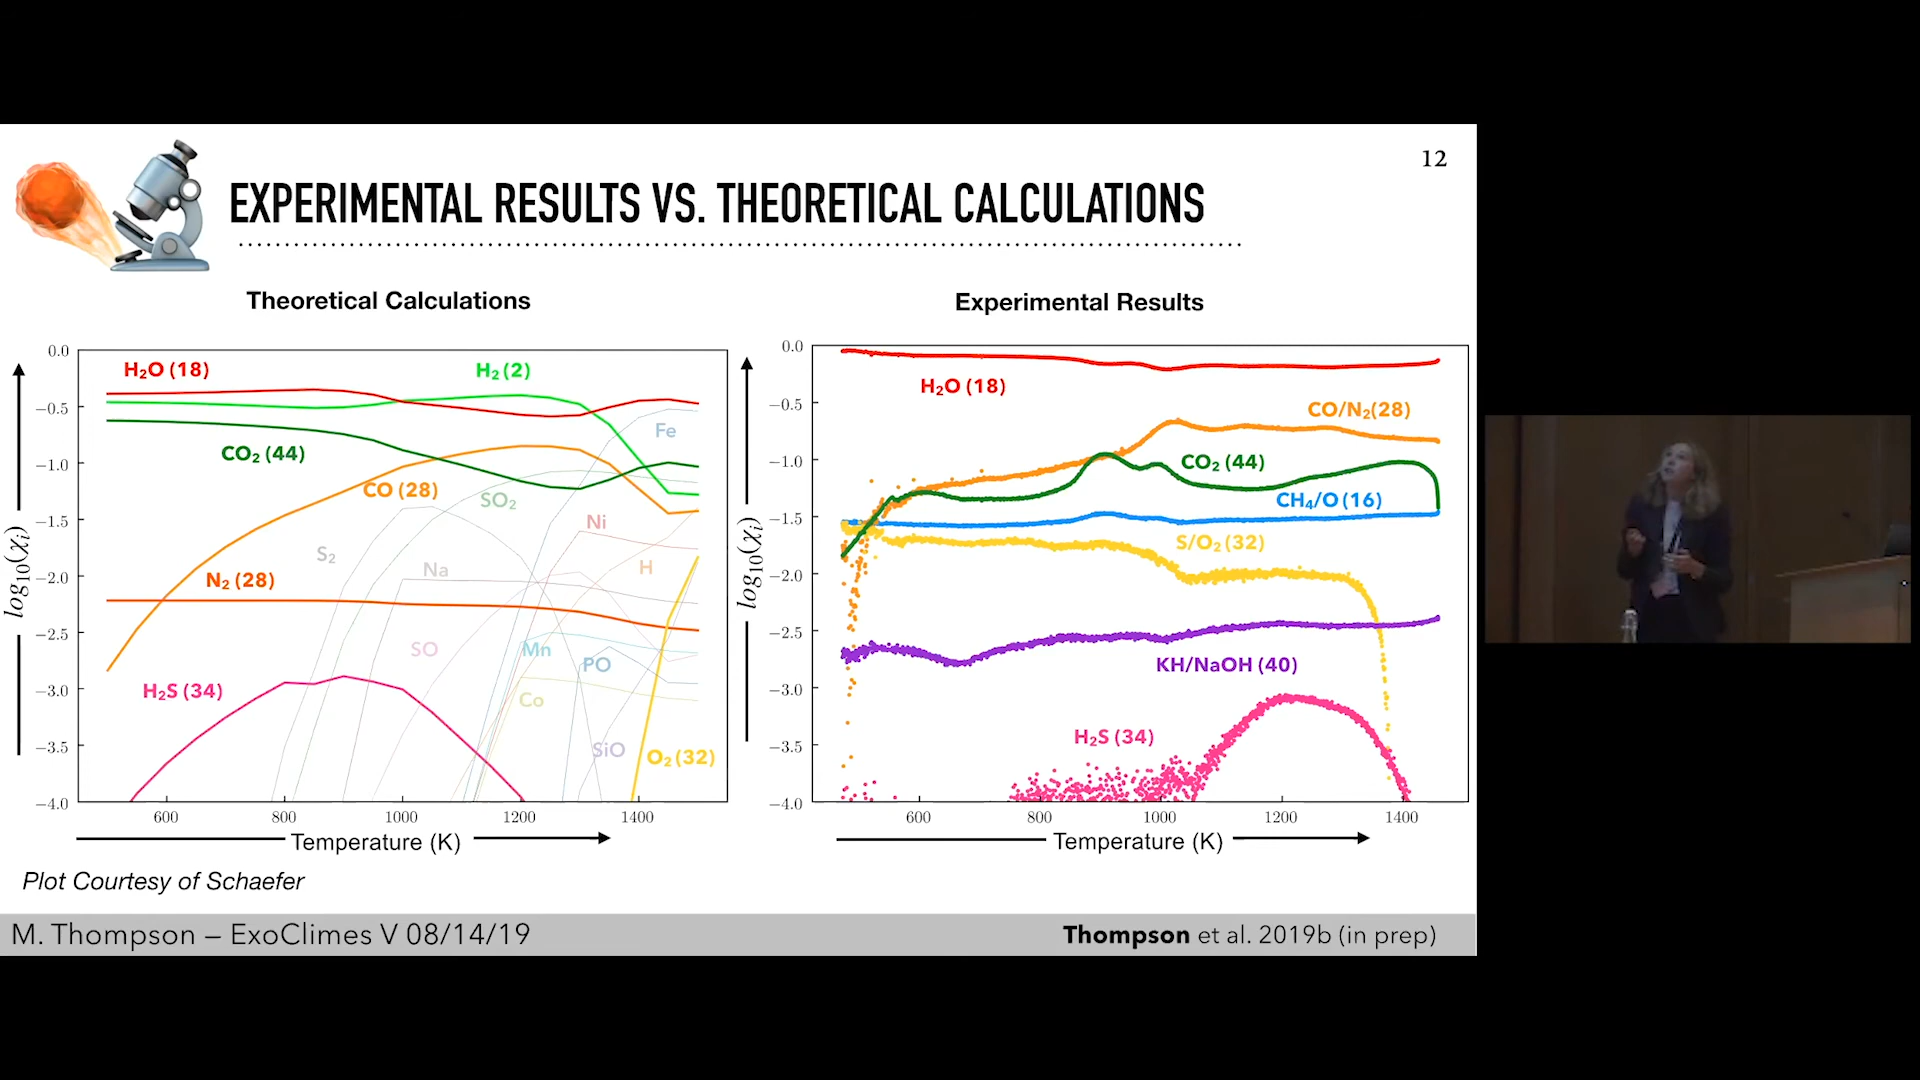 12
EXPERIMENTAL RESULTS VS. THEORETICAL CALCULATIONS
Theoretical Calculations
0.0
−0.5
−1.0
−1.5
−2.0
−2.5
−3.0
−3.5
−4.0
log₁₀(χᵢ)
H₂O (18)
H₂ (2)
Fe
CO₂ (44)
CO (28)
SO₂
Ni
S₂
Na
H
N₂ (28)
SO
Mn
PO
H₂S (34)
Co
SiO
O₂ (32)
600 800 1000 1200 1400
Temperature (K)
Experimental Results
0.0
−0.5
−1.0
−1.5
−2.0
−2.5
−3.0
−3.5
−4.0
log₁₀(χᵢ)
H₂O (18)
CO/N₂(28)
CO₂ (44)
CH₄/O (16)
S/O₂ (32)
KH/NaOH (40)
H₂S (34)
600 800 1000 1200 1400
Temperature (K)
Plot Courtesy of Schaefer
M. Thompson – ExoClimes V 08/14/19
Thompson et al. 2019b (in prep)